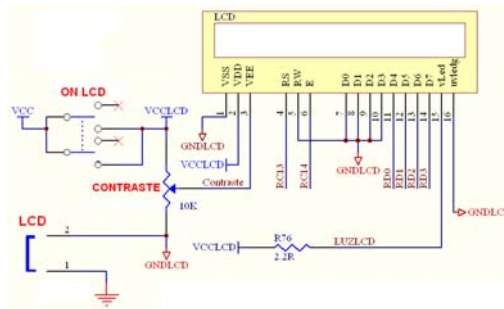 LCD
VSS
VDD
VEE
RS
RW
E
D0
D1
D2
D3
D4
D5
D6
D7
vLed
1
2
3
4
5
6
7
8
9
10
11
12
13
14
15
16
ON LCD
VCC
VCCLCD
GNDLCD
VCCLCD
RC13
RC14
GNDLCD
RD0
RD1
RD2
RD3
CONTRASTE
Contraste
10K
GNDLC
LCD
2
1
GNDLCD
R76
VCCLCD
LUZLCD
2.2R